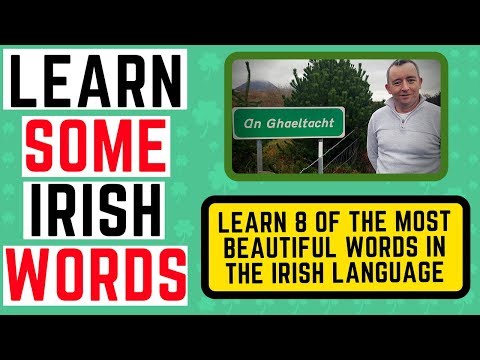 LEARN
SOME
IRISH
WORDS
An Ghaeltacht
LEARN 8 OF THE MOST
BEAUTIFUL WORDS IN
THE IRISH LANGUAGE